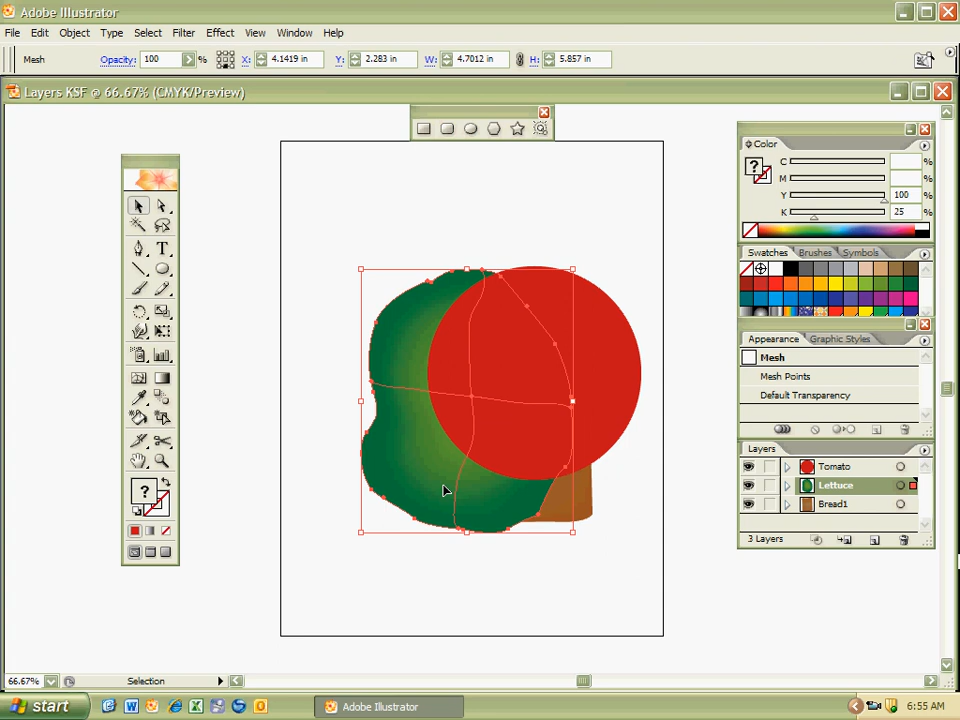 Adobe Illustrator
File Edit Object Type Select Filter Effect View Window Help
Mesh Opacity: 100 % X: 4.1419 in Y: 2.283 in W: 4.7012 in H: 5.857 in
Layers KSF @ 66.67% (CMYK/Preview)
Color
C %
M %
Y 100 %
K 25 %
Swatches Brushes Symbols
Appearance Graphic Styles
Mesh
Mesh Points
Default Transparency
Layers
Tomato
Lettuce
Bread1
3 Layers
66.67% Selection
start Adobe Illustrator 6:55 AM